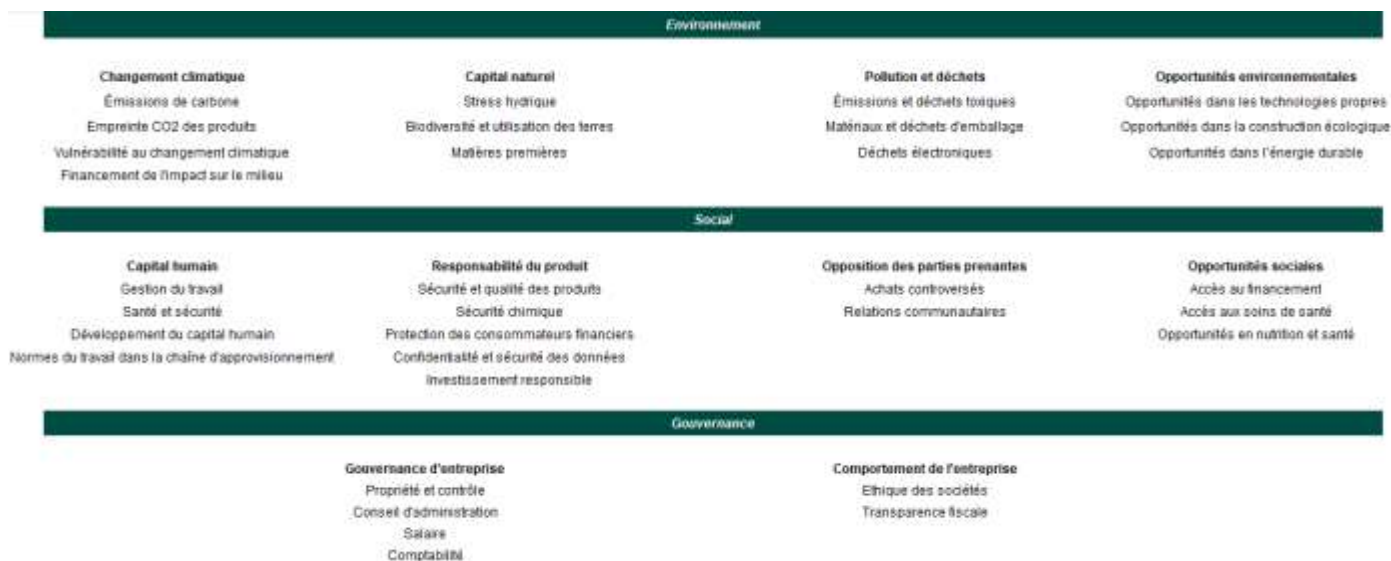 Environnement
Changement climatique
Émissions de carbone
Empreinte CO2 des produits
Vulnérabilité au changement climatique
Financement de l'impact sur le milieu
Capital naturel
Stress hydrique
Biodiversité et utilisation des terres
Matières premières
Pollution et déchets
Émissions et déchets toxiques
Matériaux et déchets d'emballage
Déchets électroniques
Opportunités environnementales
Opportunités dans les technologies propres
Opportunités dans la construction écologique
Opportunités dans l'énergie durable
Social
Capital humain
Gestion du travail
Santé et sécurité
Développement du capital humain
Normes du travail dans la chaîne d'approvisionnement
Responsabilité du produit
Sécurité et qualité des produits
Sécurité chimique
Protection des consommateurs financiers
Confidentialité et sécurité des données
Investissement responsable
Opposition des parties prenantes
Achats controversés
Relations communautaires
Opportunités sociales
Accès au financement
Accès aux soins de santé
Opportunités en nutrition et santé
Gouvernance
Gouvernance d'entreprise
Propriété et contrôle
Conseil d'administration
Salaire
Comptabilité
Comportement de l'entreprise
Ethique des sociétés
Transparence fiscale